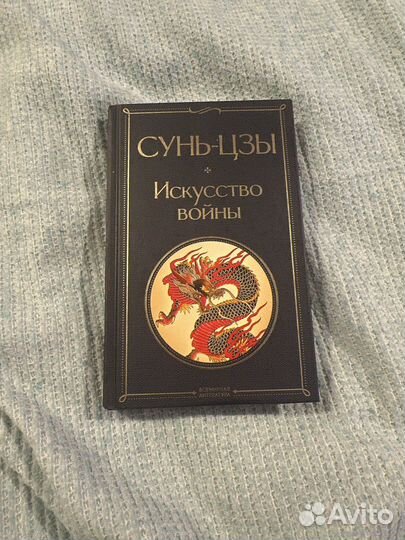 СУНЬ-ЦЗЫ
ИСКУССТВО
ВОЙНЫ
ВСЕМИРНАЯ
ЛИТЕРАТУРА
Avito